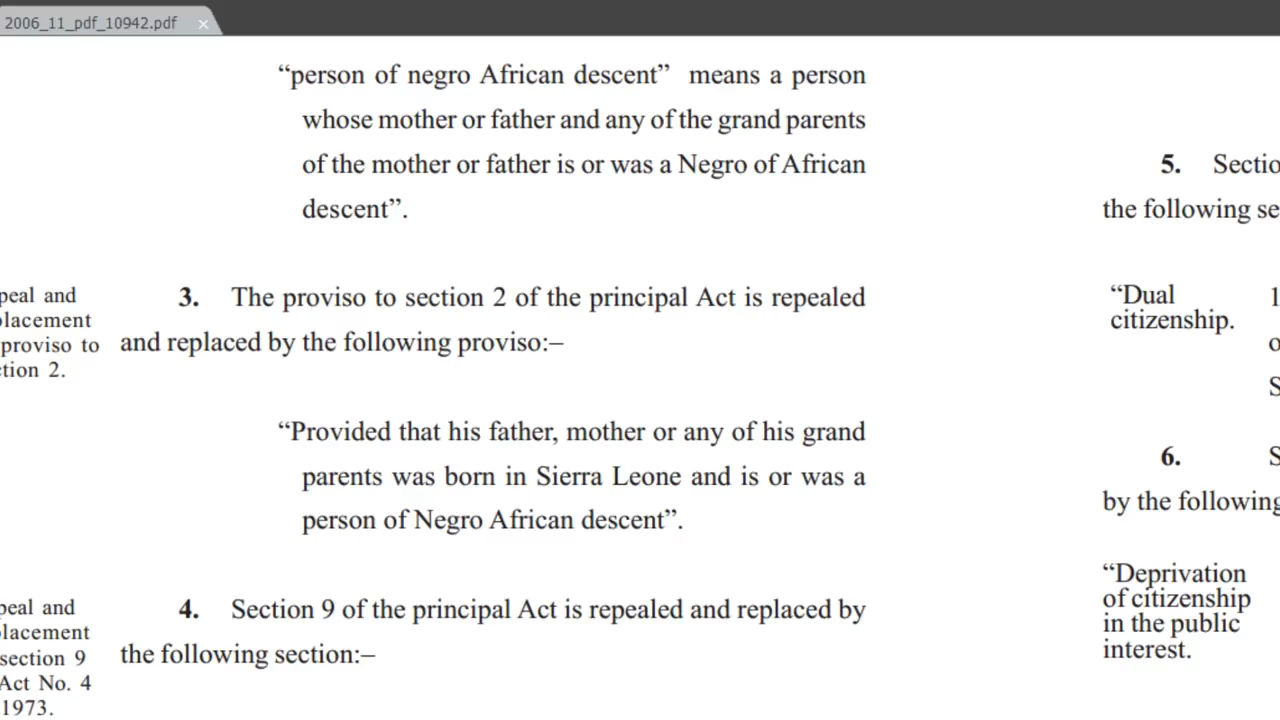 2006_11_pdf_10942.pdf
“person of negro African descent” means a person
whose mother or father and any of the grand parents
of the mother or father is or was a Negro of African
descent”.
peal and
placement
proviso to
tion 2.
3. The proviso to section 2 of the principal Act is repealed
and replaced by the following proviso:–
“Provided that his father, mother or any of his grand
parents was born in Sierra Leone and is or was a
person of Negro African descent”.
peal and
lacement
section 9
Act No. 4
1973.
4. Section 9 of the principal Act is repealed and replaced by
the following section:–
5. Sectio
the following se
“Dual
citizenship.
6. S
by the following
“Deprivation
of citizenship
in the public
interest.